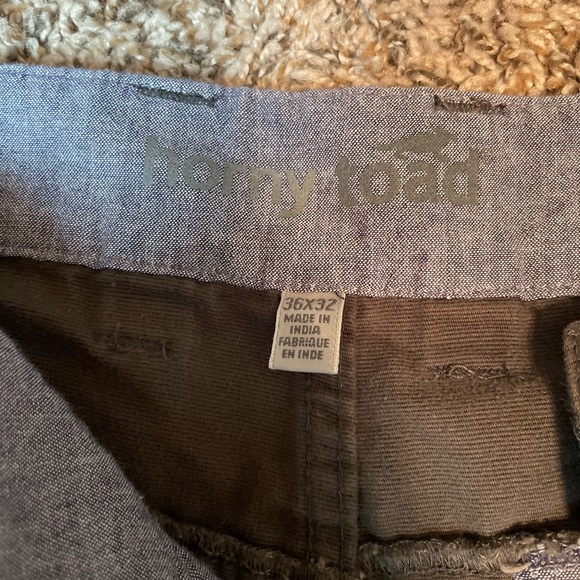 horny toad
36X32
MADE IN
INDIA
FABRIQUE
EN INDE